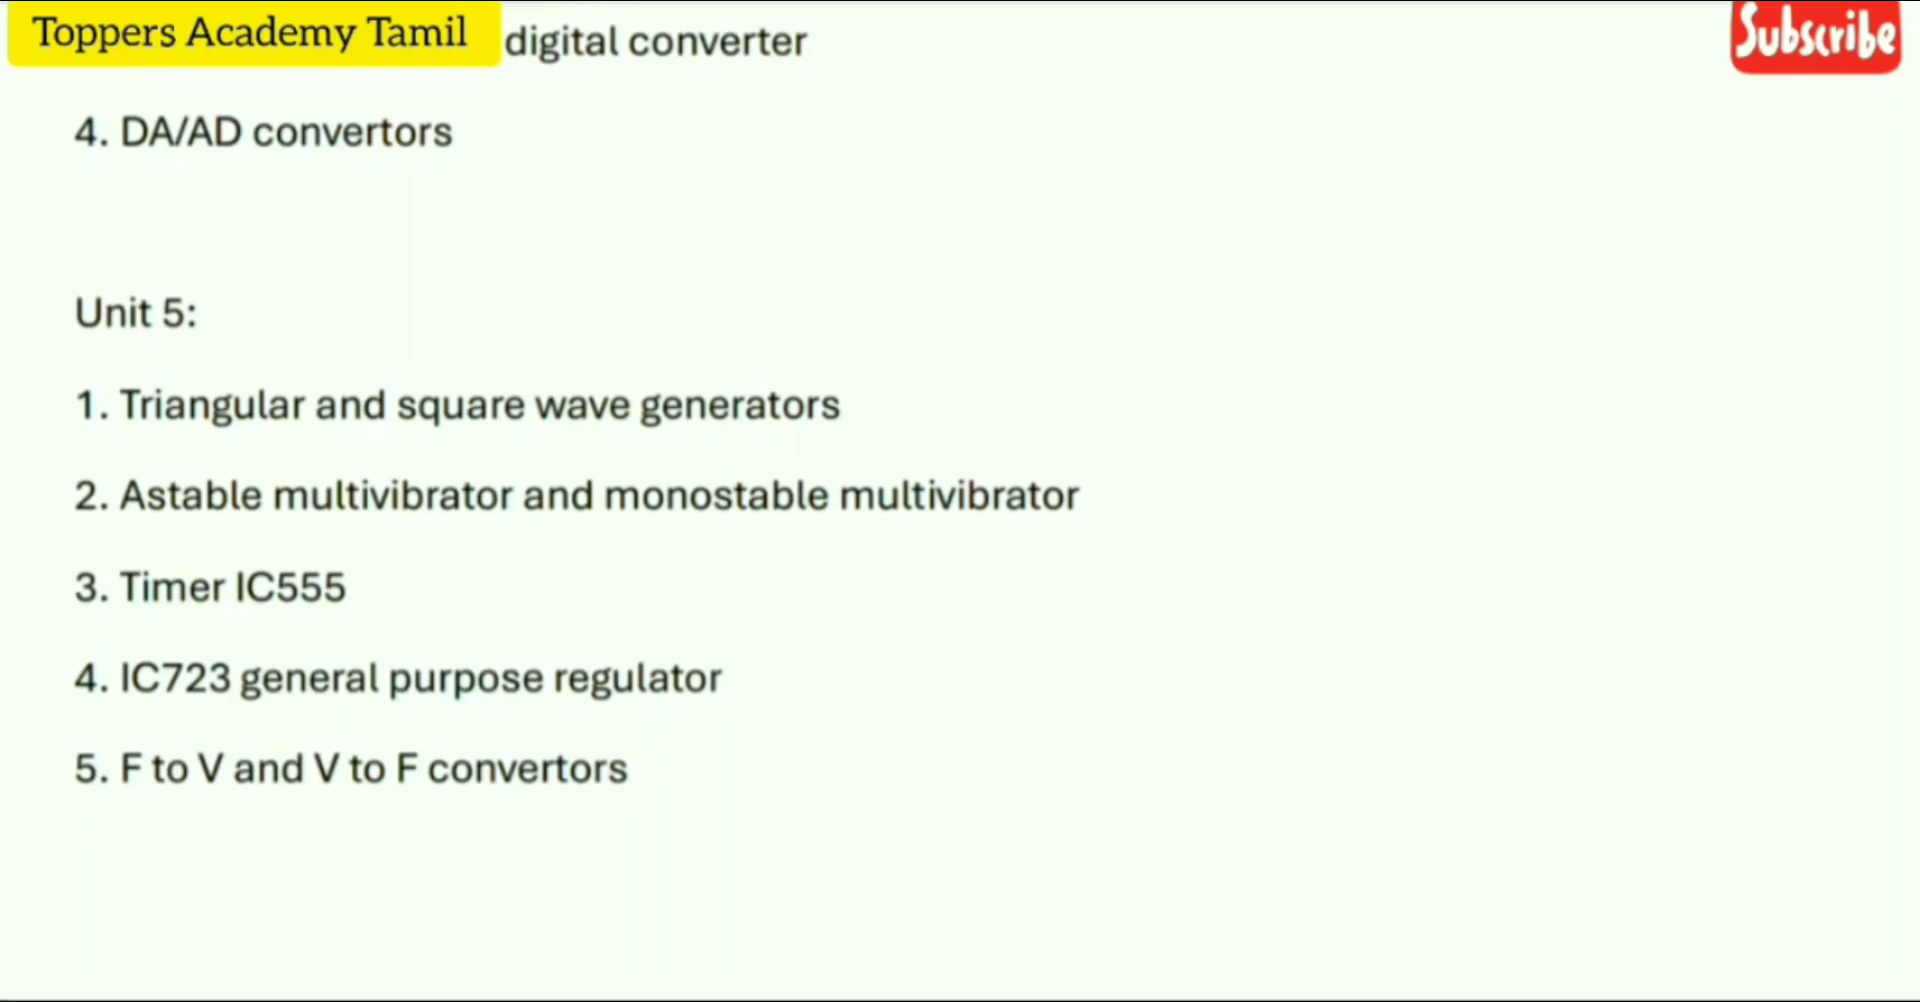 Toppers Academy Tamil digital converter
Subscribe
4. DA/AD convertors
Unit 5:
1. Triangular and square wave generators
2. Astable multivibrator and monostable multivibrator
3. Timer IC555
4. IC723 general purpose regulator
5. F to V and V to F convertors